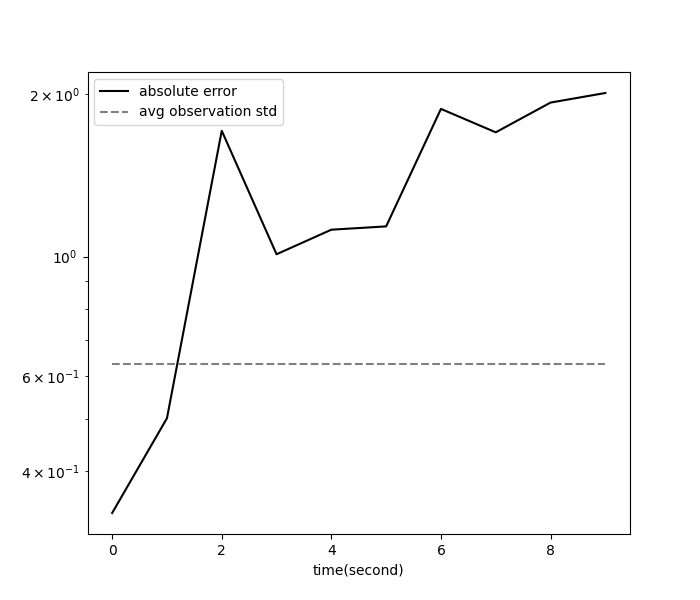 absolute error
avg observation std
2 × 10⁰
10⁰
6 × 10⁻¹
4 × 10⁻¹
0 2 4 6 8
time(second)